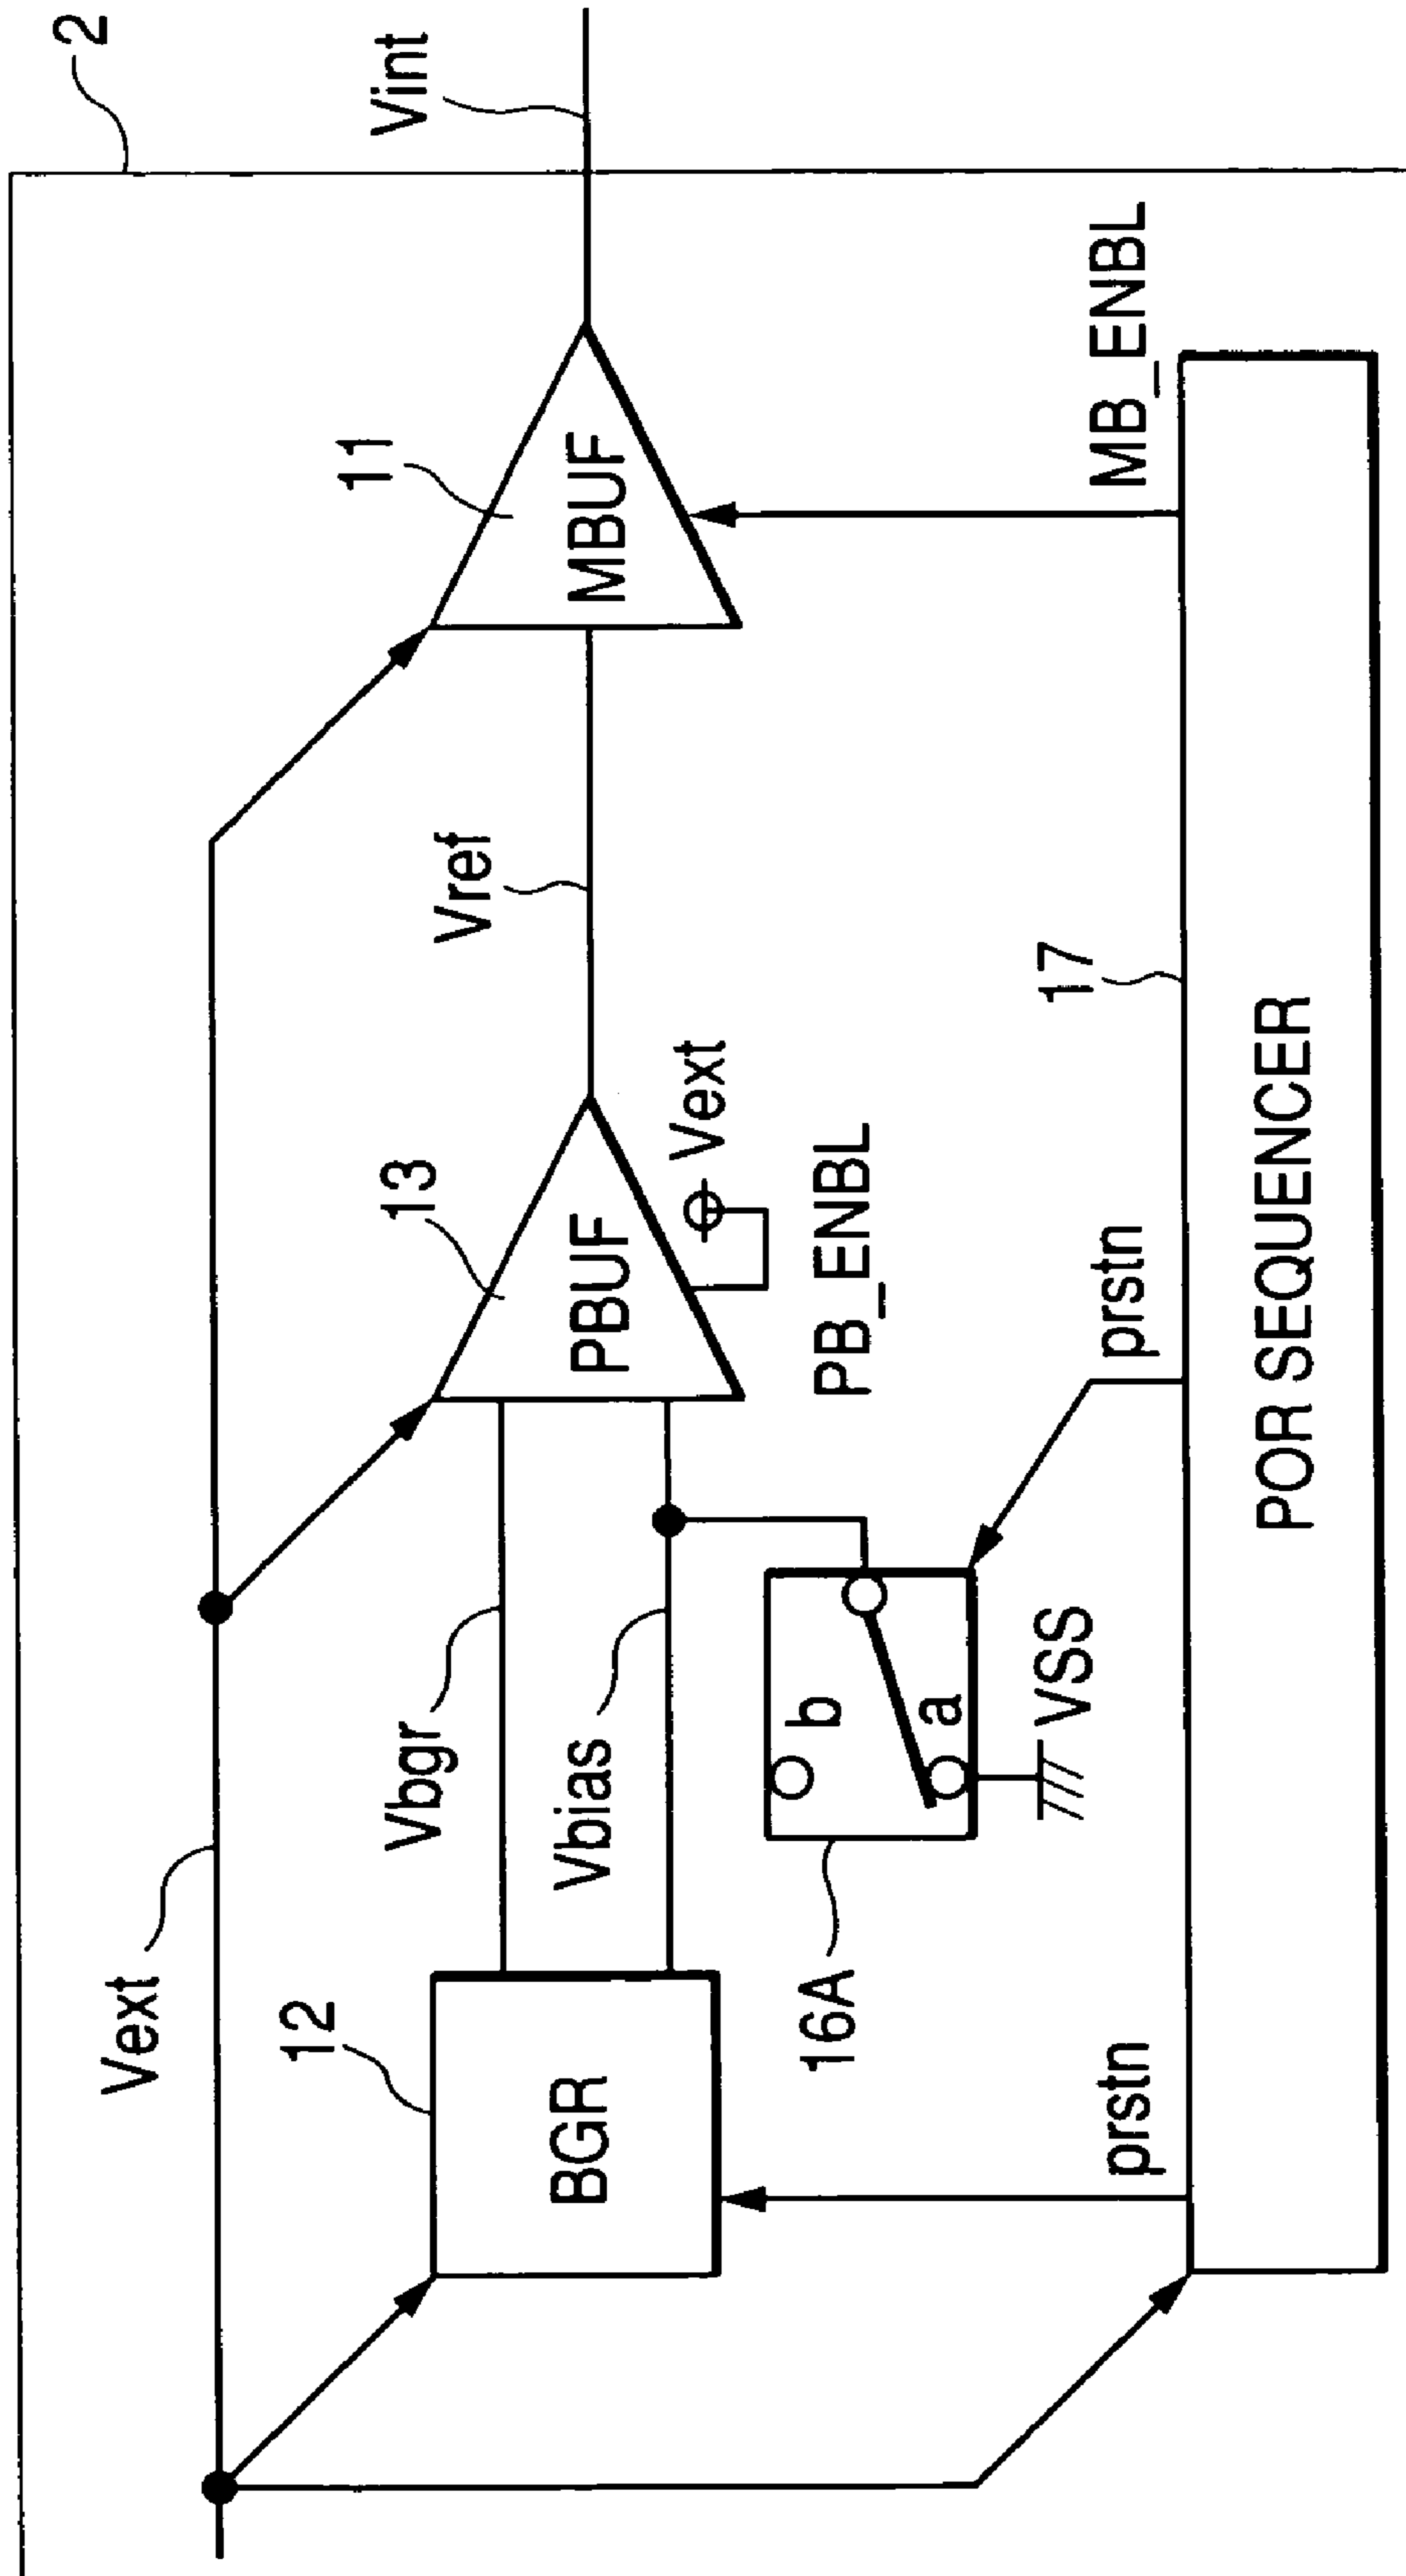 2
Vext
Vint
12
BGR
Vbgr
Vbias
13
PBUF
Vref
11
MBUF
Vext
PB_ENBL
16A
b
a
VSS
prstn
prstn
17
MB_ENBL
POR SEQUENCER